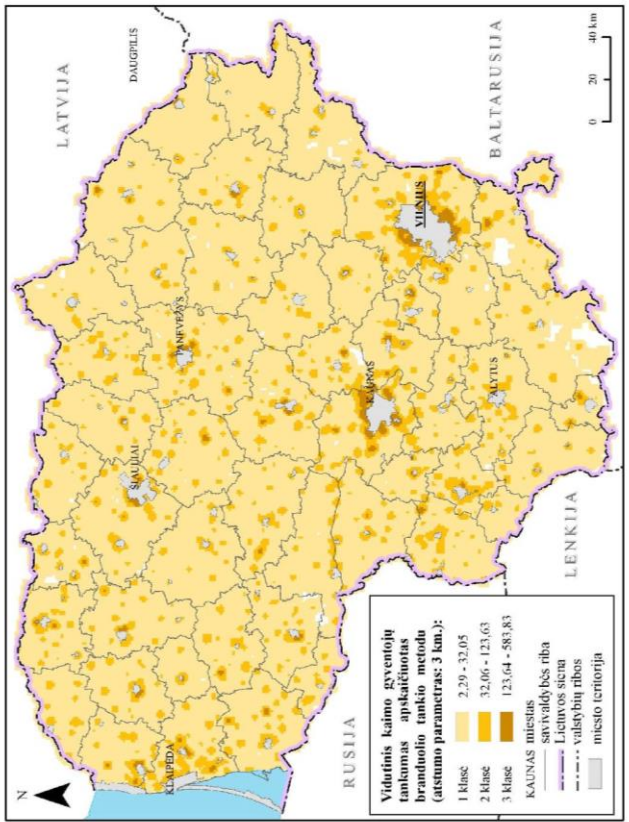 N
LATVIJA
DAUGPILIS
ŠIAULIAI
PANEVĖŽYS
KLAIPĖDA
KAUNAS
VILNIUS
ALYTUS
RUSIJA
LENKIJA
BALTARUSIJA
0 20 40 km
Vidutinis kaimo gyventojų
tankumas apskaičiuotas
branduolio tankio metodu
(atstumo parametras: 3 km.):
1 klasė 2,29 - 32,05
2 klasė 32,06 - 123,63
3 klasė 123,64 - 583,83
KAUNAS miestas
savivaldybės riba
Lietuvos siena
valstybių ribos
miesto teritorija